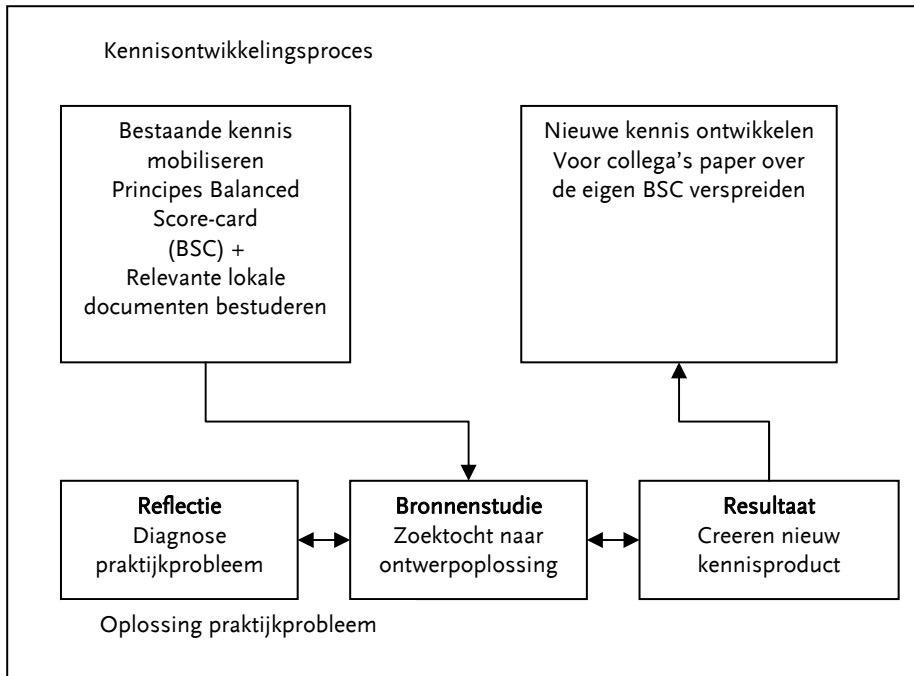 Kennisontwikkelingsproces
Bestaande kennis
mobiliseren
Principes Balanced
Score-card
(BSC) +
Relevante lokale
documenten bestuderen
Nieuwe kennis ontwikkelen
Voor collega's paper over
de eigen BSC verspreiden
Reflectie
Diagnose
praktijkprobleem
Bronnenstudie
Zoektocht naar
ontwerpoplossing
Resultaat
Creeren nieuw
kennisproduct
Oplossing praktijkprobleem